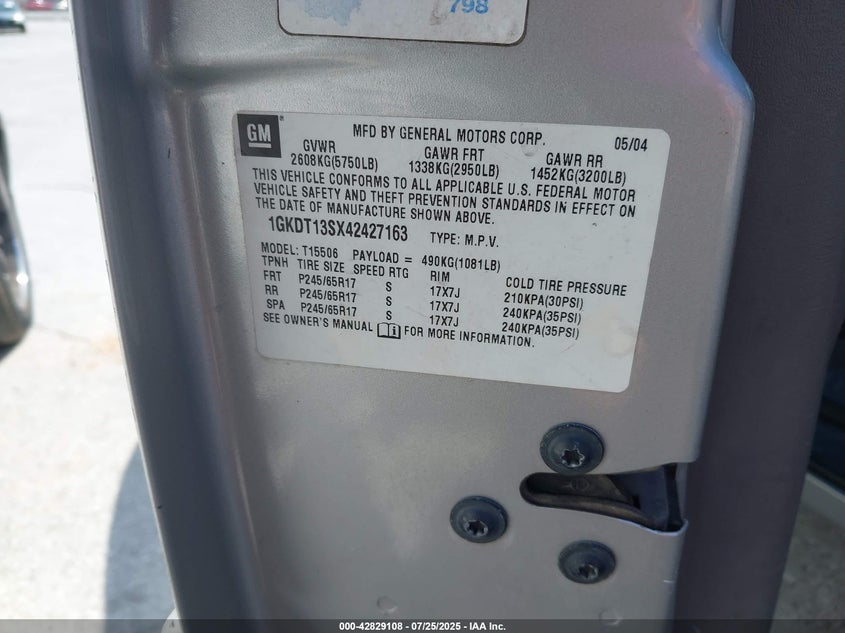 798
GM
MFD BY GENERAL MOTORS CORP. 05/04
GVWR GAWR FRT GAWR RR
2608KG(5750LB) 1338KG(2950LB) 1452KG(3200LB)
THIS VEHICLE CONFORMS TO ALL APPLICABLE U.S. FEDERAL MOTOR
VEHICLE SAFETY AND THEFT PREVENTION STANDARDS IN EFFECT ON
THE DATE OF MANUFACTURE SHOWN ABOVE.
1GKDT13SX42427163 TYPE: M.P.V.
MODEL: T15506 PAYLOAD = 490KG(1081LB)
TPNH TIRE SIZE SPEED RTG RIM COLD TIRE PRESSURE
FRT P245/65R17 S 17X7J 210KPA(30PSI)
RR P245/65R17 S 17X7J 240KPA(35PSI)
SPA P245/65R17 S 17X7J 240KPA(35PSI)
SEE OWNER'S MANUAL FOR MORE INFORMATION.
000-42829108 - 07/25/2025 - IAA Inc.